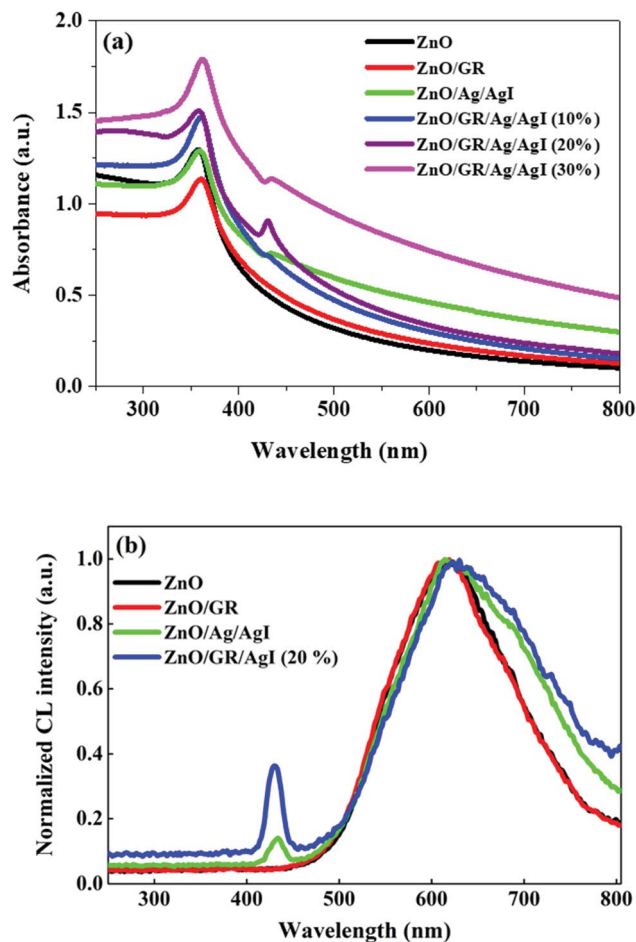 (a)
ZnO
ZnO/GR
ZnO/Ag/AgI
ZnO/GR/Ag/AgI (10%)
ZnO/GR/Ag/AgI (20%)
ZnO/GR/Ag/AgI (30%)
2.0
1.5
1.0
0.5
0.0
Absorbance (a.u.)
300 400 500 600 700 800
Wavelength (nm)
(b)
ZnO
ZnO/GR
ZnO/Ag/AgI
ZnO/GR/AgI (20 %)
1.0
0.8
0.6
0.4
0.2
0.0
Normalized CL intensity (a.u.)
300 400 500 600 700 800
Wavelength (nm)